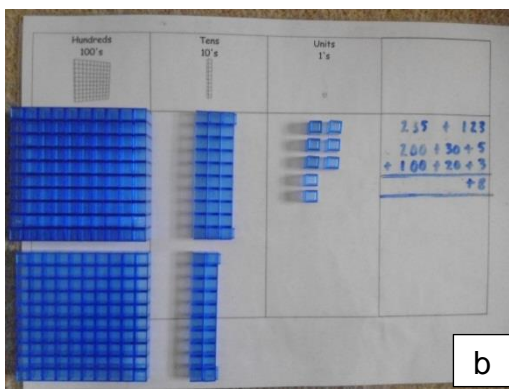 Hundreds
100's
Tens
10's
Units
1's
235 + 123
200 + 30 + 5
+ 100 + 20 + 3
+ 8
b